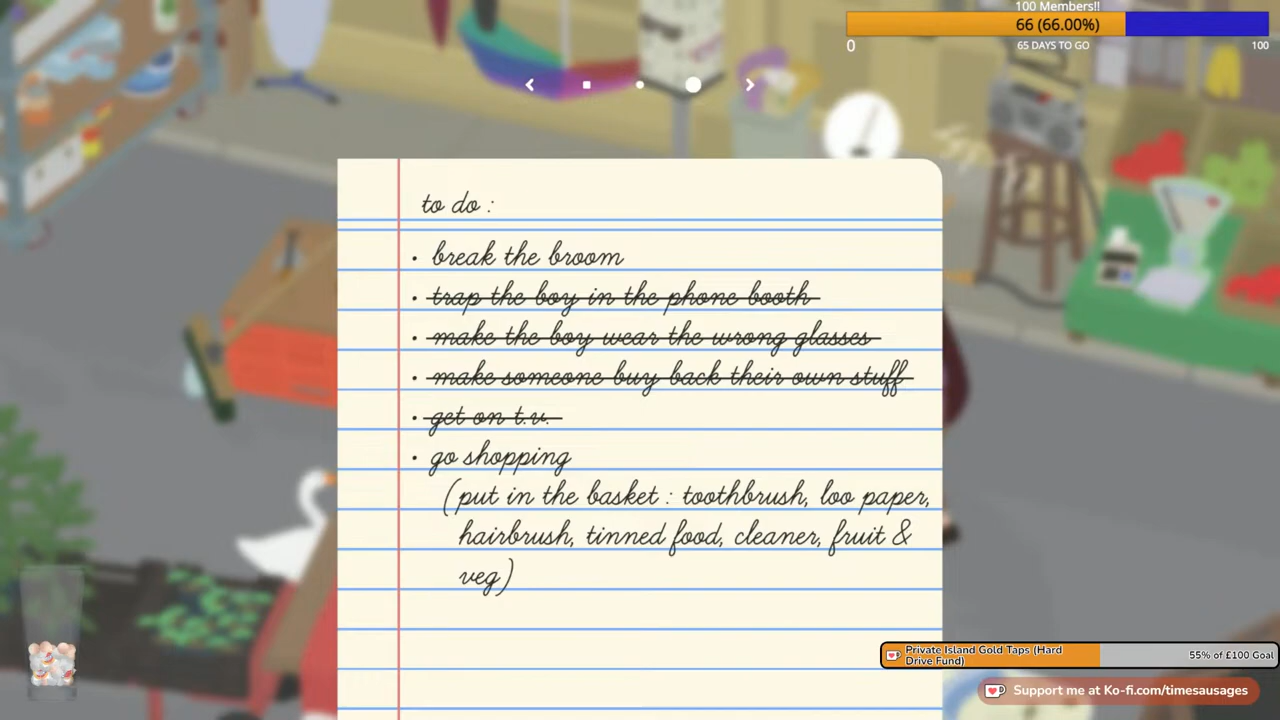 100 Members!!
66 (66.00%)
0
65 DAYS TO GO
100
to do :
• break the broom
• trap the boy in the phone booth
• make the boy wear the wrong glasses
• make someone buy back their own stuff
• get on t.v.
• go shopping
(put in the basket : toothbrush, loo paper,
hairbrush, tinned food, cleaner, fruit &
veg)
Private Island Gold Taps (Hard
Drive Fund)
55% of £100 Goal
Support me at Ko-fi.com/timesausages